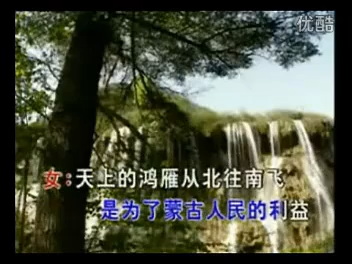 优酷
女:天上的鸿雁从北往南飞
是为了蒙古人民的利益